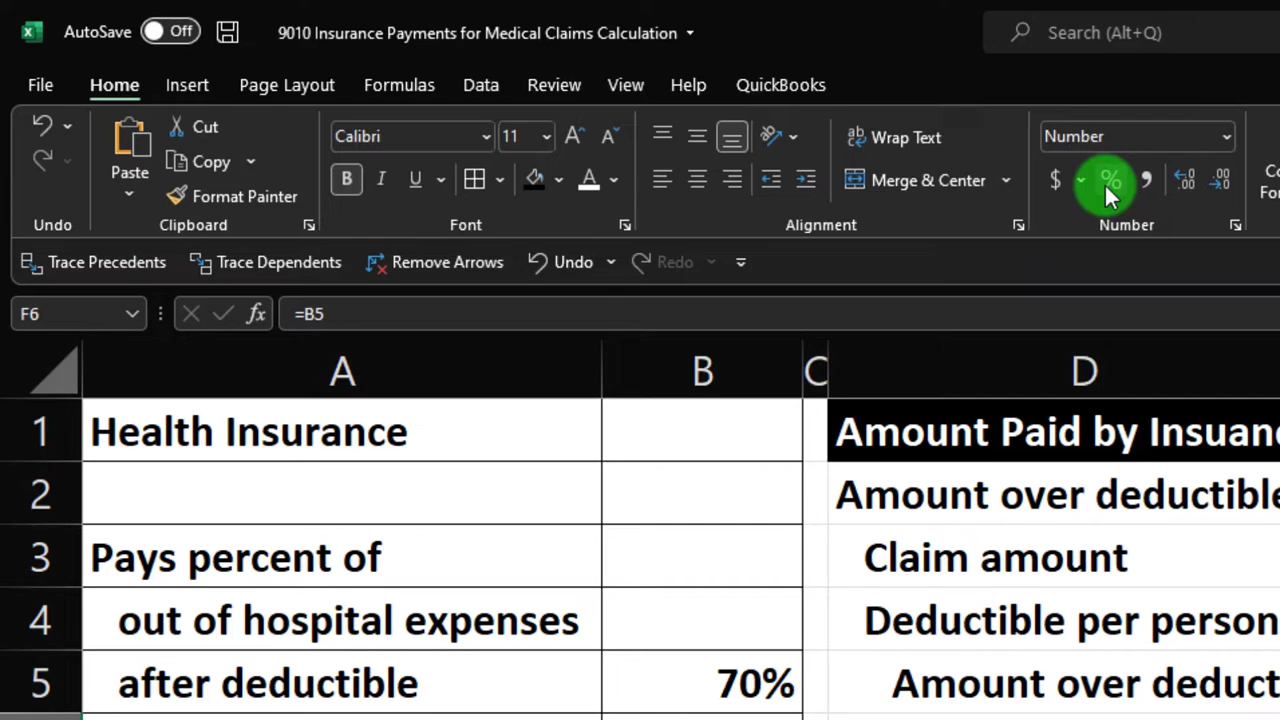 AutoSave Off 9010 Insurance Payments for Medical Claims Calculation Search (Alt+Q)
File Home Insert Page Layout Formulas Data Review View Help QuickBooks
Paste Cut Calibri 11 A A ab Wrap Text Number
Copy B I U A Merge & Center $ % , .00
Format Painter
Undo Clipboard Font Alignment Number
Trace Precedents Trace Dependents Remove Arrows Undo Redo
F6 fx =B5
A B C D
1 Health Insurance Amount Paid by
2 Amount over
3 Pays percent of Claim amount
4 out of hospital expenses Deductible per person
5 after deductible 70% Amount over